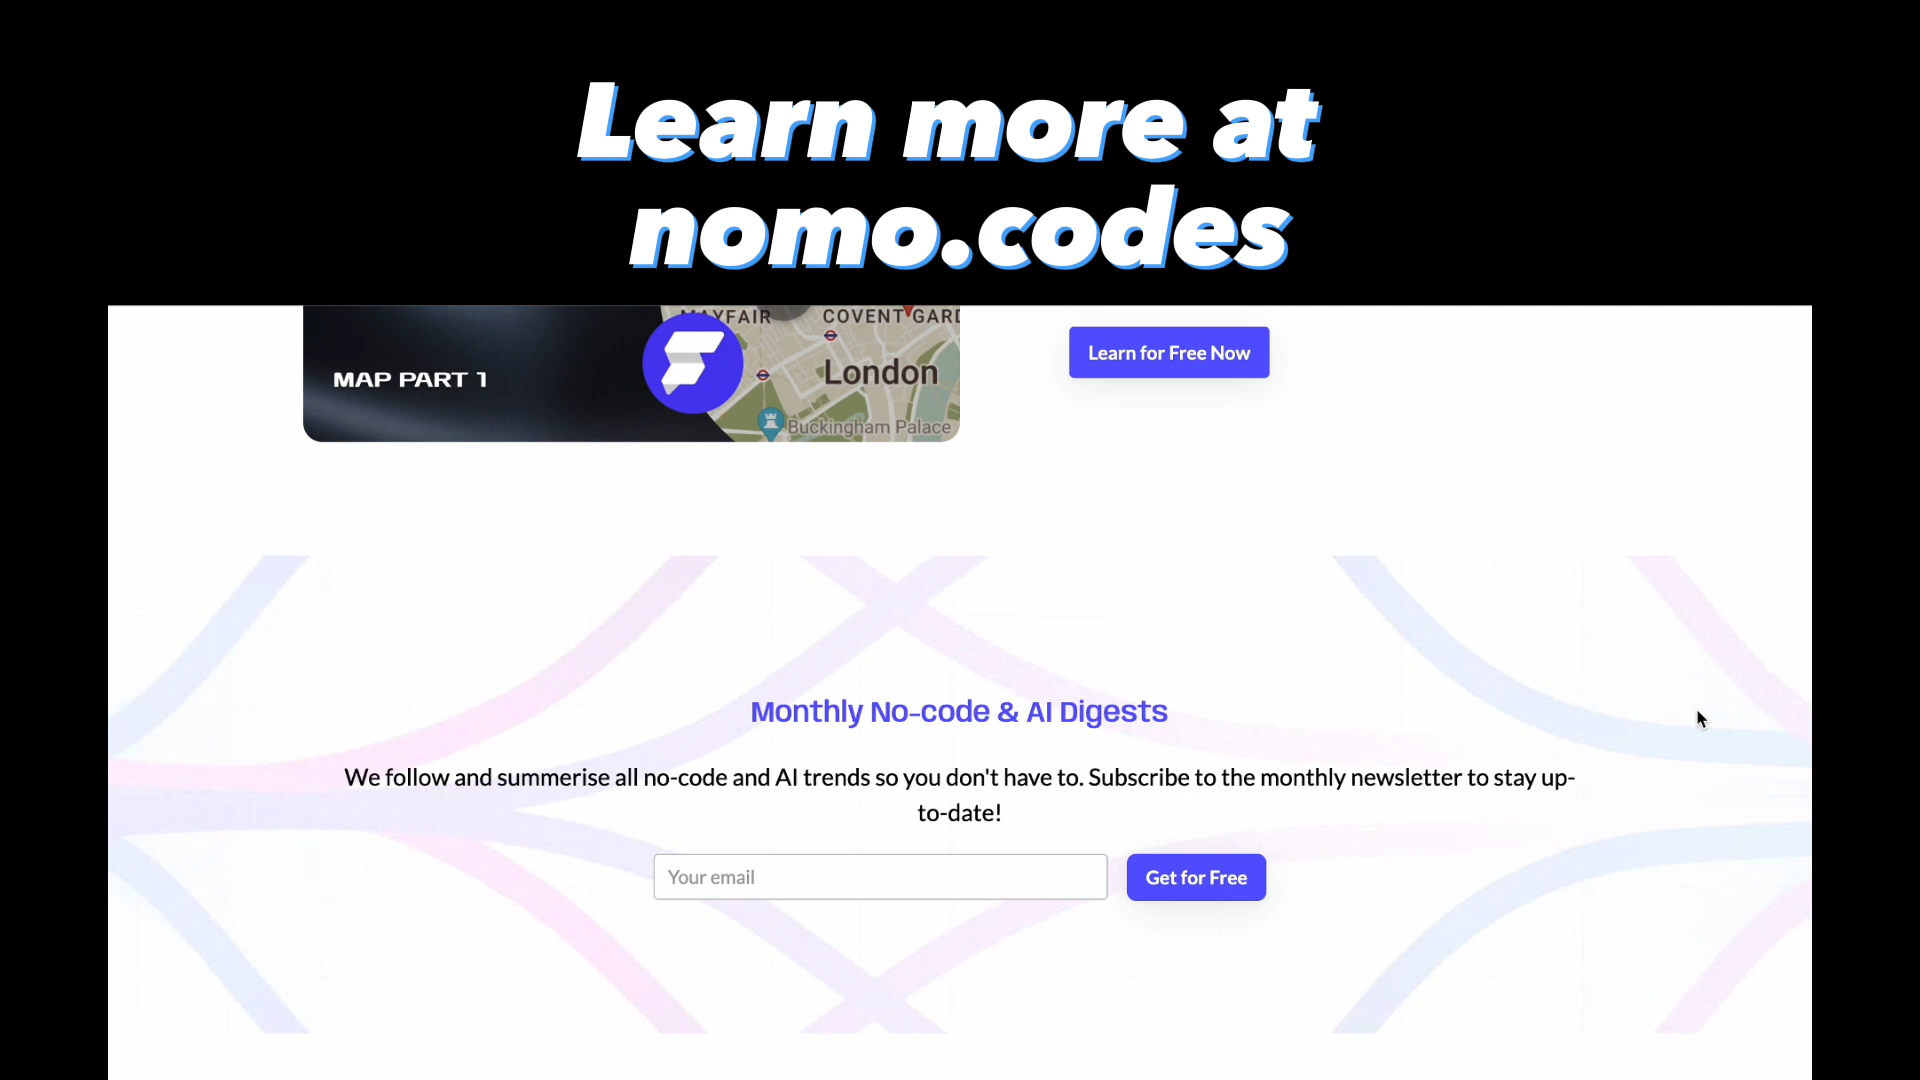 Learn more at
nomo.codes
COVENT GARD
Learn for Free Now
MAP PART 1
London
Buckingham Palace
Monthly No-code & AI Digests
We follow and summerise all no-code and AI trends so you don't have to. Subscribe to the monthly newsletter to stay up-
to-date!
Your email
Get for Free